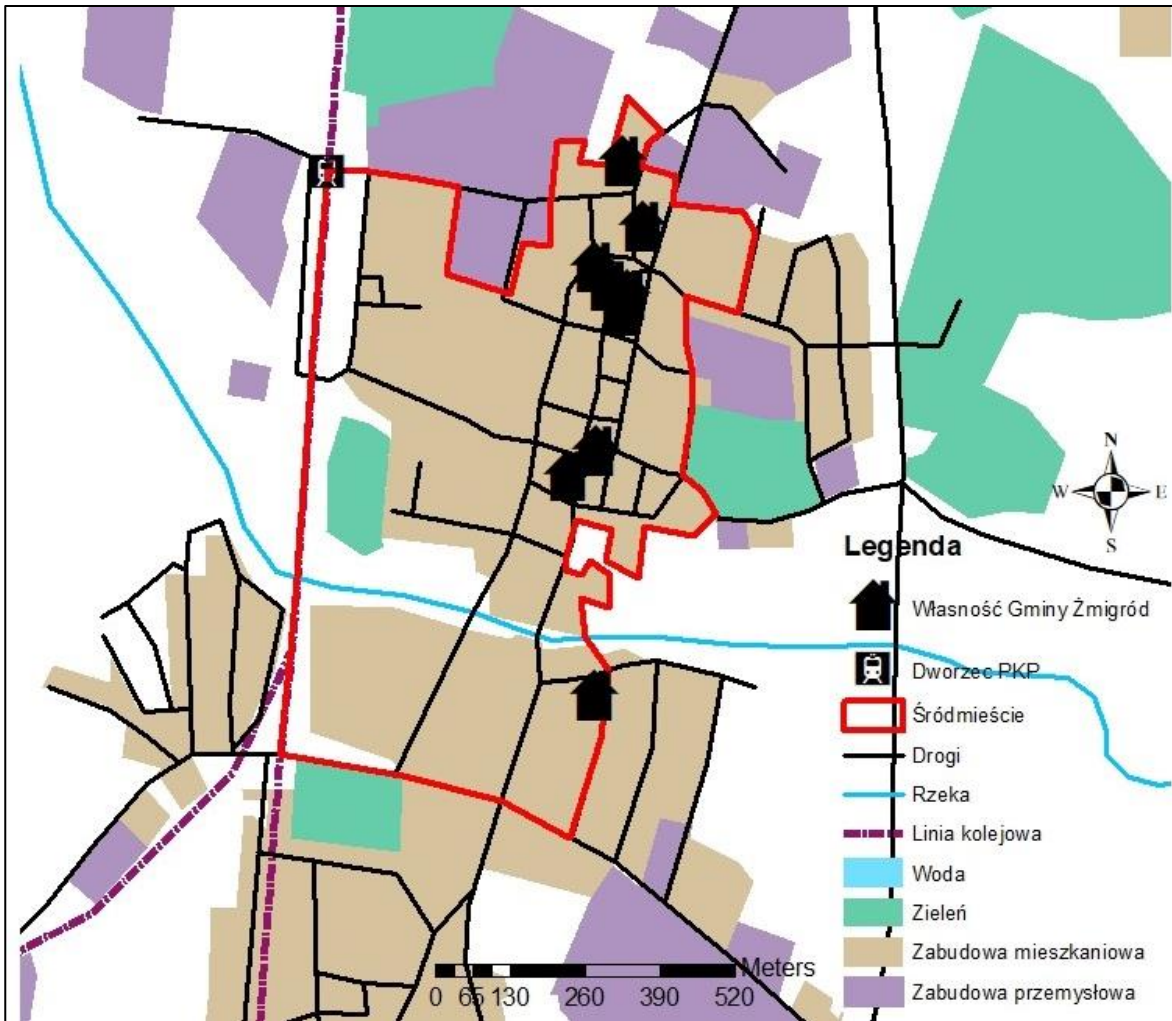 N
W E
S
Legenda
Własność Gminy Żmigród
Dworzec PKP
Śródmieście
Drogi
Rzeka
Linia kolejowa
Woda
Zieleń
Zabudowa mieszkaniowa
Zabudowa przemysłowa
Meters
0 65 130 260 390 520